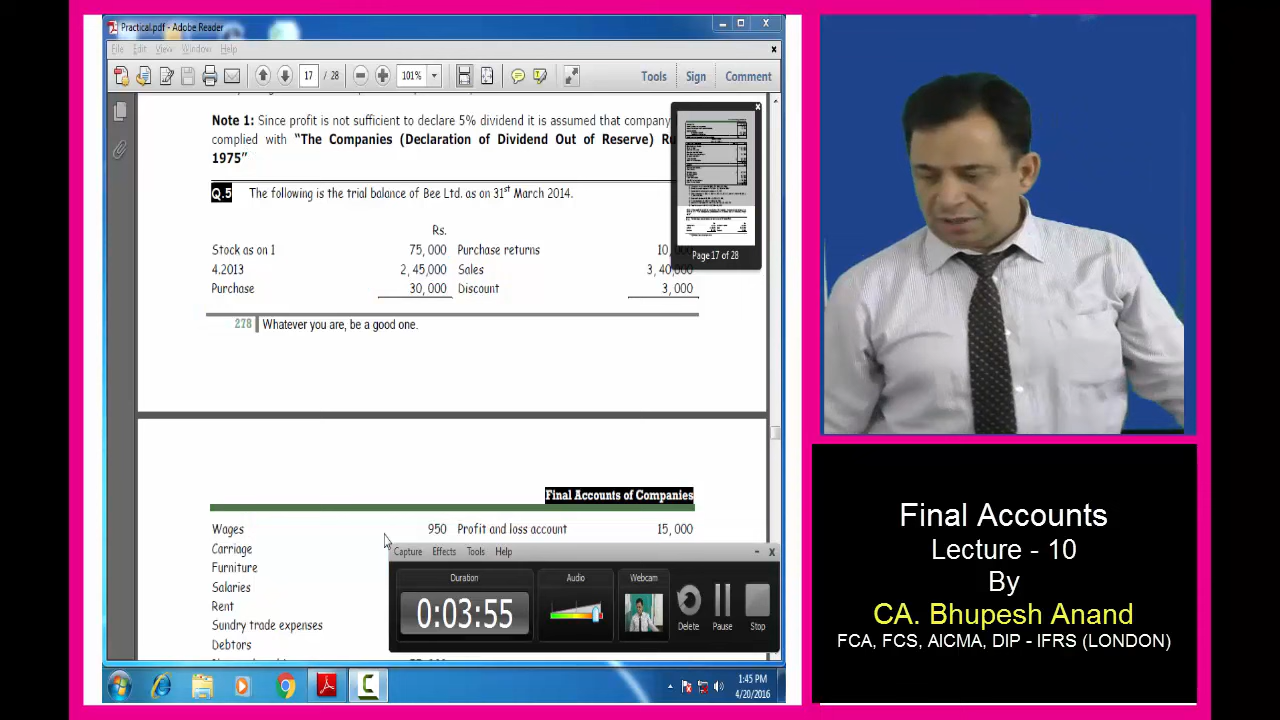 Practical.pdf - Adobe Reader
File Edit View Window Help
17 / 28 101% Tools Sign Comment
Note 1: Since profit is not sufficient to declare 5% dividend it is assumed that company
complied with "The Companies (Declaration of Dividend Out of Reserve) Ru
1975"
Q.5 The following is the trial balance of Bee Ltd. as on 31st March 2014.
Rs.
Stock as on 1 75,000 Purchase returns 10,
4.2013 2,45,000 Sales 3,40,000
Purchase 30,000 Discount 3,000
278 Whatever you are, be a good one.
Page 17 of 28
Final Accounts of Companies
Wages 950 Profit and loss account 15,000
Carriage
Furniture
Salaries
Rent
Sundry trade expenses
Debtors
Capture Effects Tools Help
Duration Audio Webcam
0:03:55
Delete Pause Stop
1:45 PM
4/20/2016
Final Accounts
Lecture - 10
By
CA. Bhupesh Anand
FCA, FCS, AICMA, DIP - IFRS (LONDON)